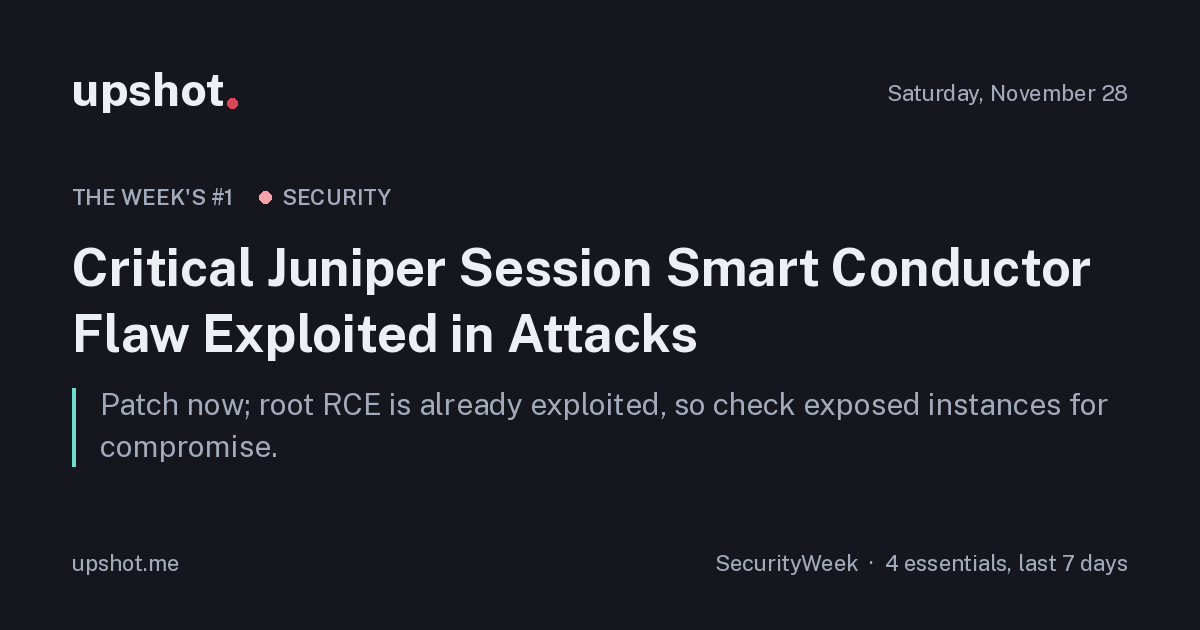 upshot.
Saturday, November 28
THE WEEK'S #1 ● SECURITY
Critical Juniper Session Smart Conductor
Flaw Exploited in Attacks
Patch now; root RCE is already exploited, so check exposed instances for
compromise.
upshot.me
SecurityWeek · 4 essentials, last 7 days